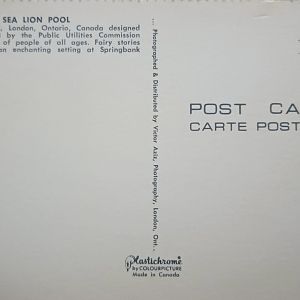 SEA LION POOL
, London, Ontario, Canada designed
by the Public Utilities Commission
of people of all ages. Fairy stories
an enchanting setting at Springbank
... Photographed & Distributed by Victor Aziz, Photography, London, Ont..
POST CA
CARTE POST
Plastichrome
by COLOURPICTURE
Made in Canada